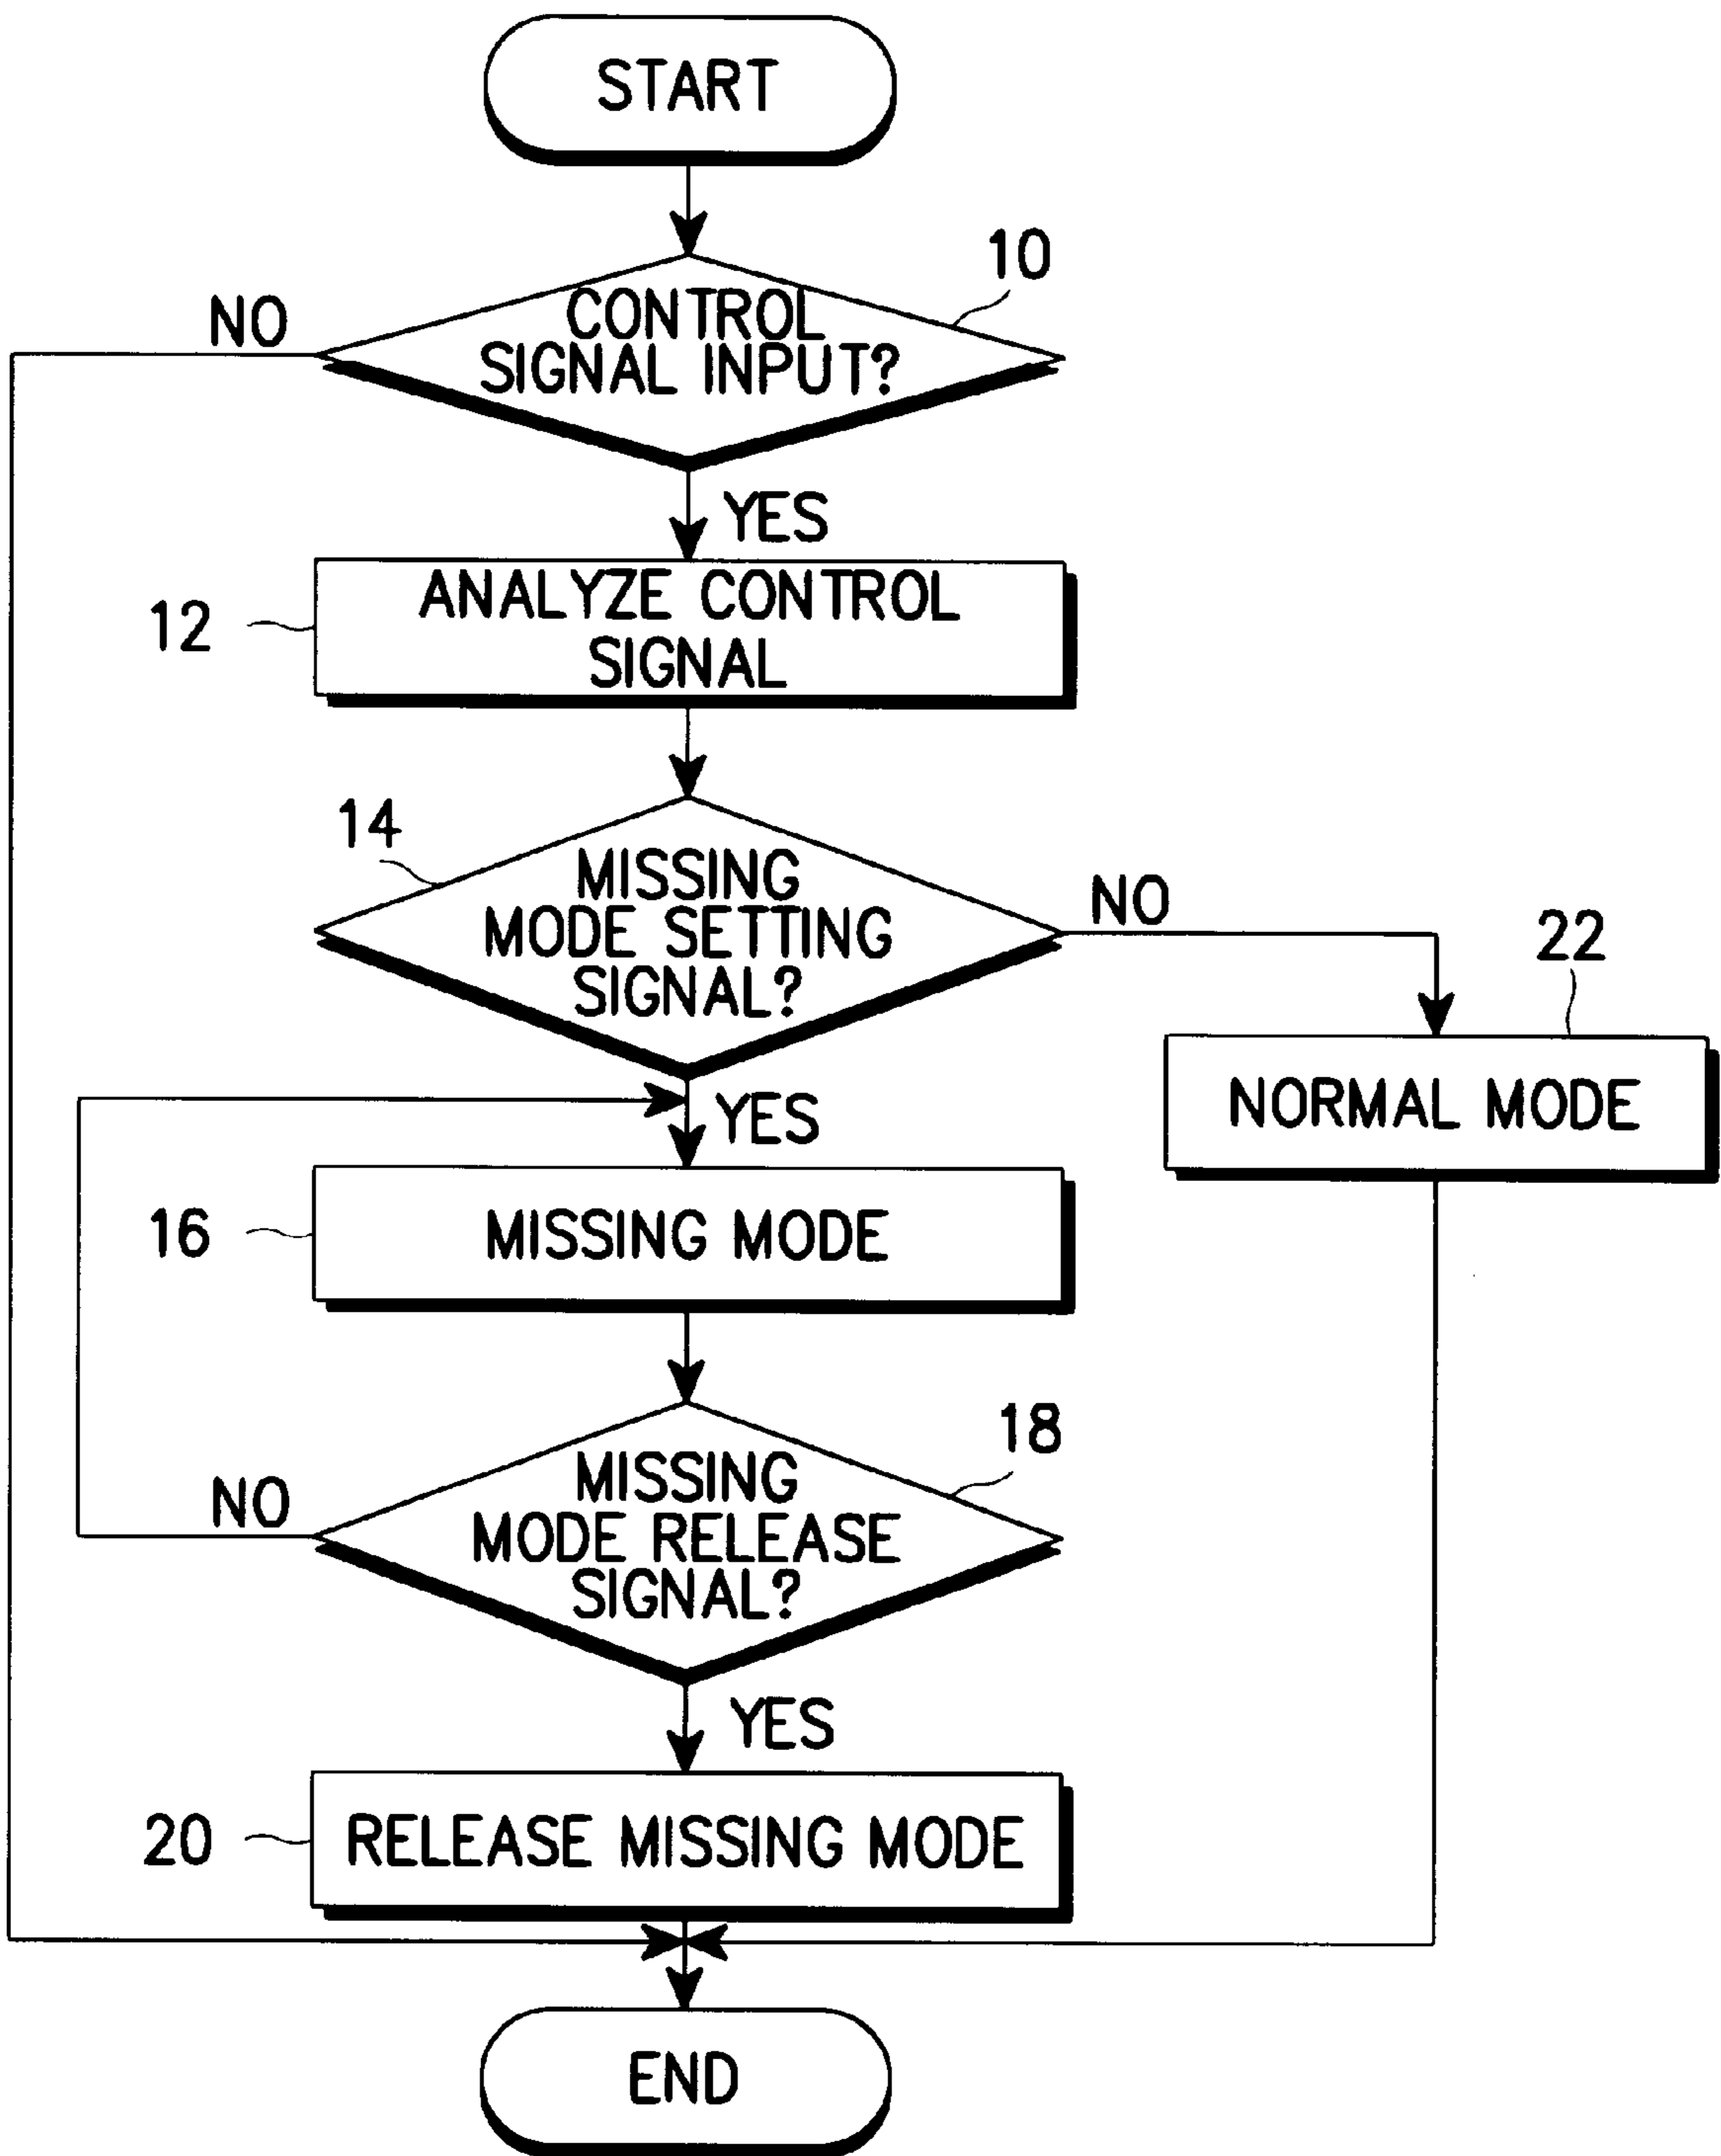 START
10
NO
CONTROL
SIGNAL INPUT?
YES
12
ANALYZE CONTROL
SIGNAL
14
MISSING
MODE SETTING
SIGNAL?
NO
22
NORMAL MODE
YES
16
MISSING MODE
18
NO
MISSING
MODE RELEASE
SIGNAL?
YES
20
RELEASE MISSING MODE
END